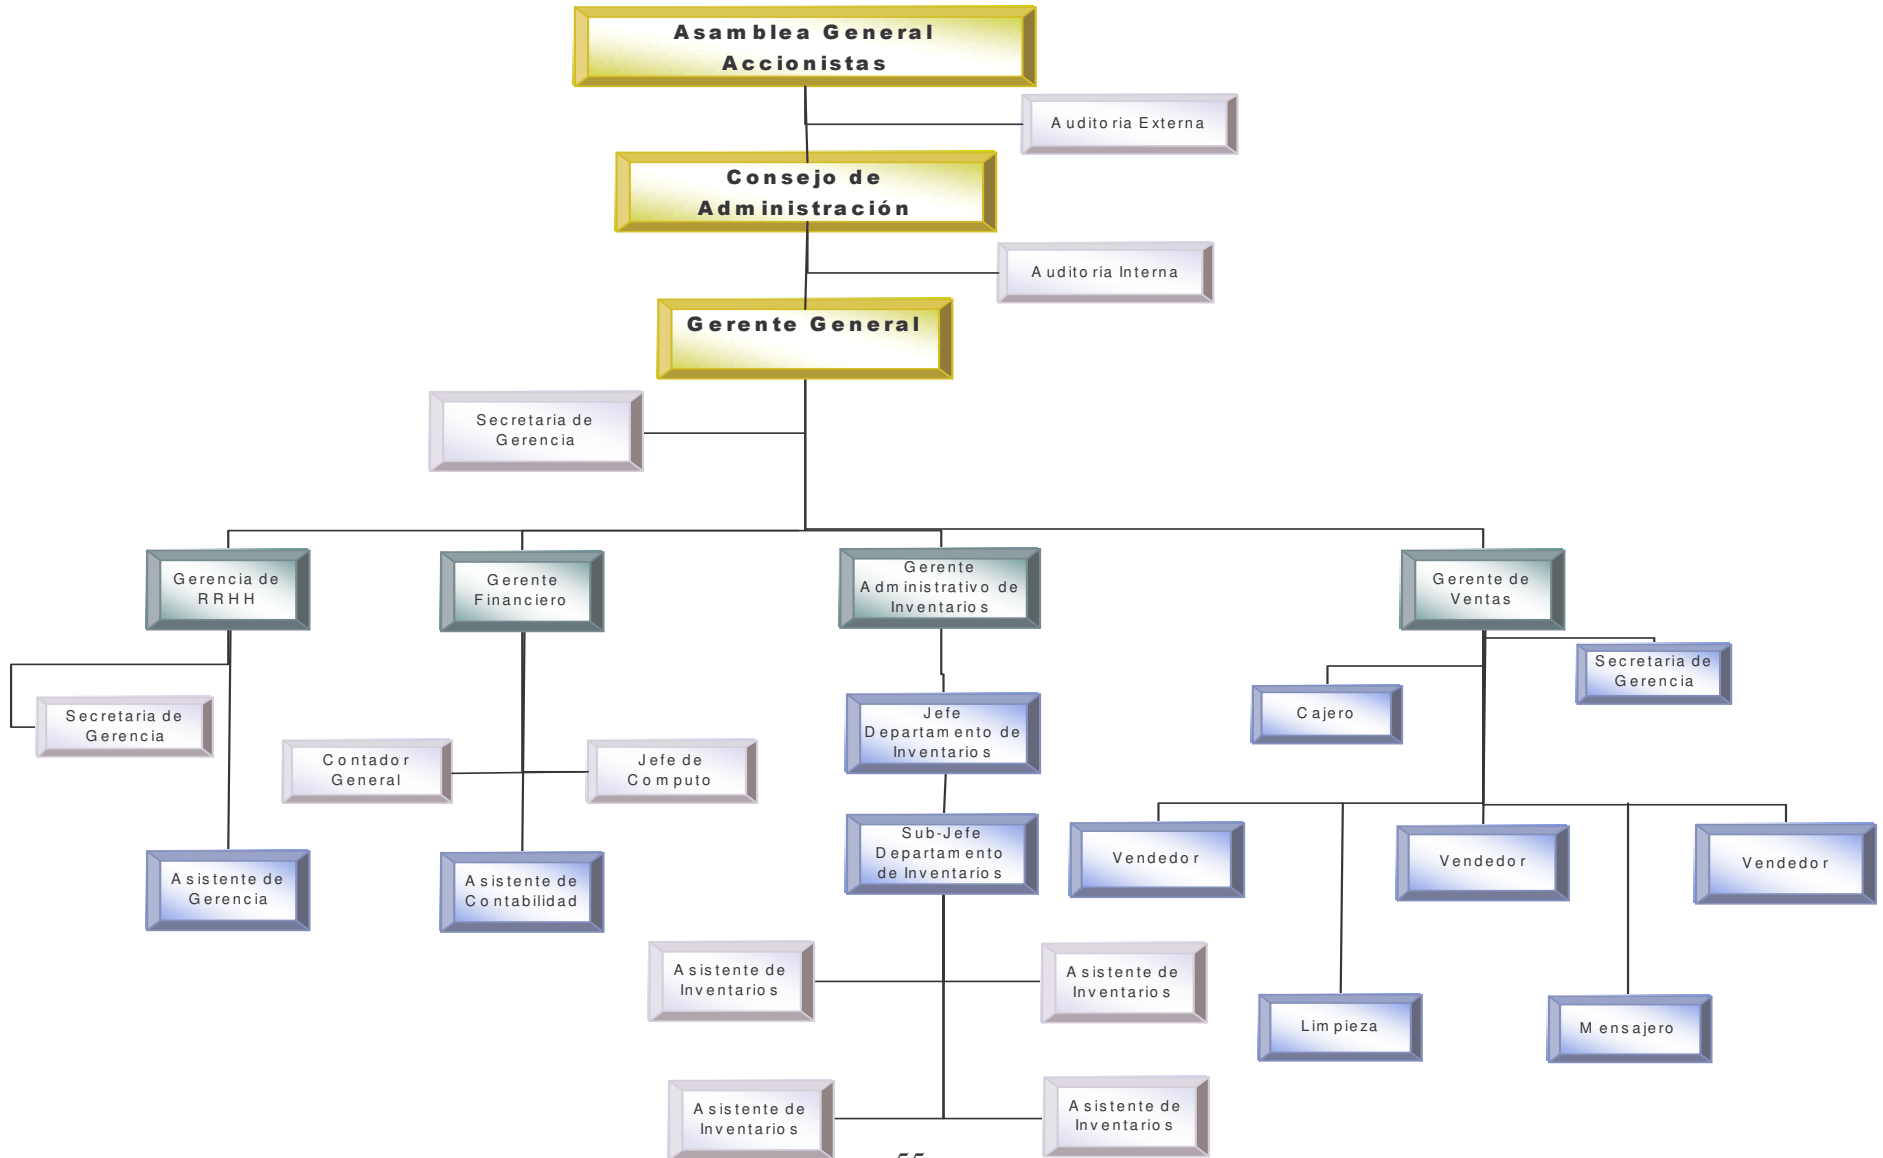 Asamblea General
Accionistas
Auditoria Externa
Consejo de
Administración
Auditoria Interna
Gerente General
Secretaria de
Gerencia
Gerencia de
RRHH
Gerente
Financiero
Gerente
Administrativo de
Inventarios
Gerente de
Ventas
Secretaria de
Gerencia
Secretaria de
Gerencia
Cajero
Jefe
Departamento de
Inventarios
Contador
General
Jefe de
Computo
Sub-Jefe
Departamento
de Inventarios
Vendedor
Vendedor
Vendedor
Asistente de
Gerencia
Asistente de
Contabilidad
Asistente de
Inventarios
Asistente de
Inventarios
Limpieza
Mensajero
Asistente de
Inventarios
Asistente de
Inventarios